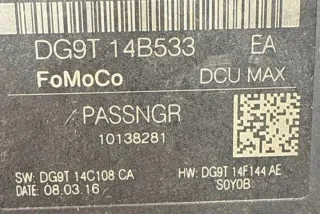 DG9T 14B533 EA
FoMoCo DCU MAX
PASSNGR
10138281
SW: DG9T 14C108 CA HW: DG9T 14F144 AE
DATE: 08.03.16 S0Y0B